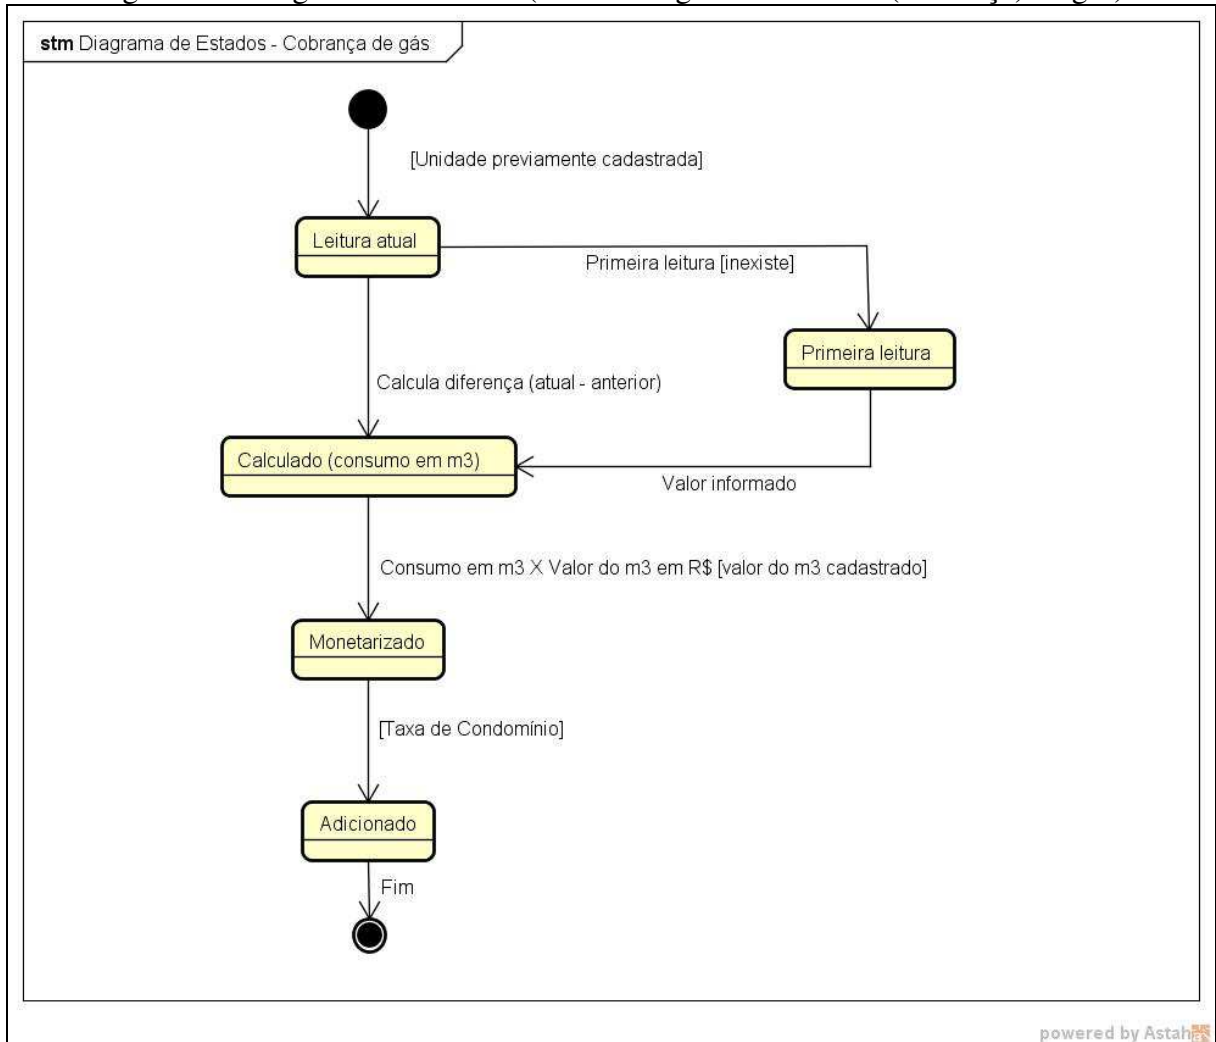 stm Diagrama de Estados - Cobrança de gás
[Unidade previamente cadastrada]
Leitura atual
Primeira leitura [inexiste]
Primeira leitura
Calcula diferença (atual - anterior)
Calculado (consumo em m3)
Valor informado
Consumo em m3 X Valor do m3 em R$ [valor do m3 cadastrado]
Monetarizado
[Taxa de Condomínio]
Adicionado
Fim
powered by Astah